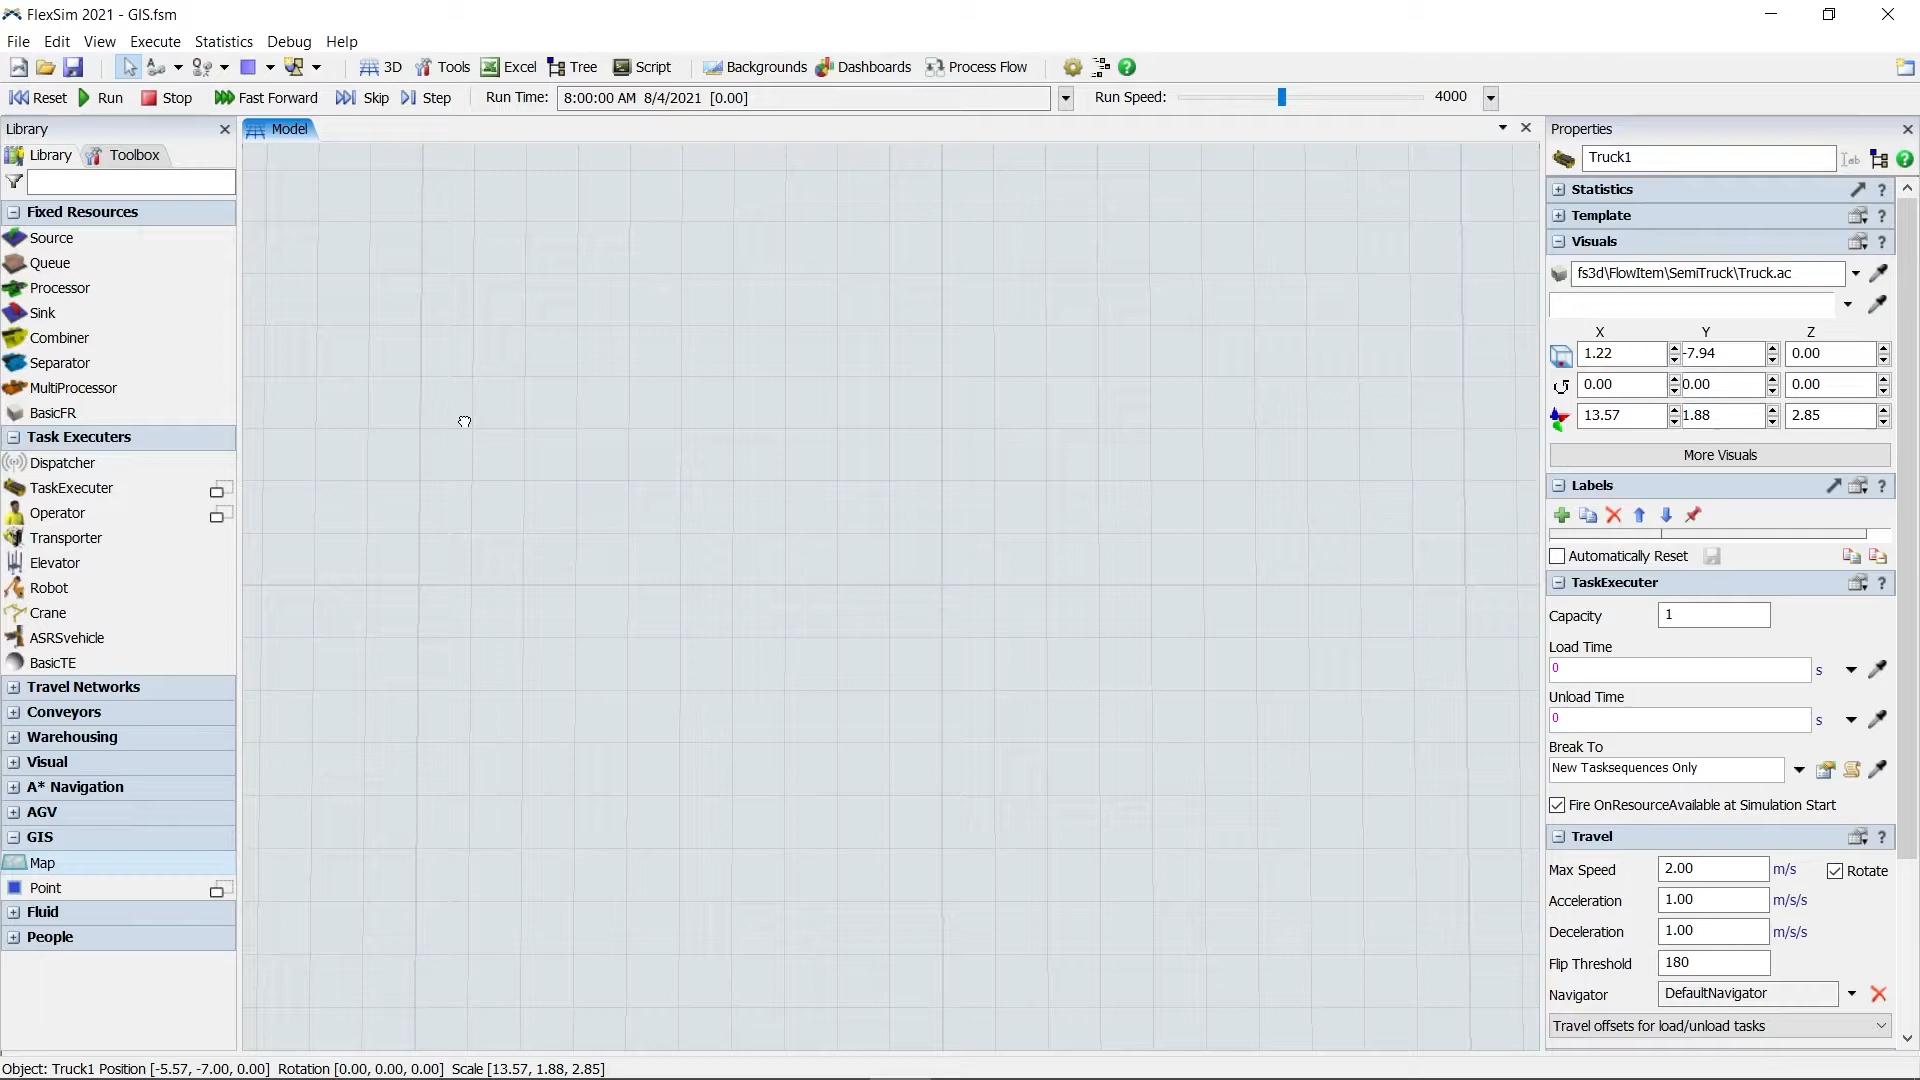 FlexSim 2021 - GIS.fsm
File Edit View Execute Statistics Debug Help
3D Tools Excel Tree Script Backgrounds Dashboards Process Flow
Reset Run Stop Fast Forward Skip Step Run Time: 8:00:00 AM 8/4/2021 [0.00] Run Speed: 4000
Library
Library Toolbox
Fixed Resources
Source
Queue
Processor
Sink
Combiner
Separator
MultiProcessor
BasicFR
Task Executers
Dispatcher
TaskExecuter
Operator
Transporter
Elevator
Robot
Crane
ASRSvehicle
BasicTE
Travel Networks
Conveyors
Warehousing
Visual
A* Navigation
AGV
GIS
Map
Point
Fluid
People
Model
Properties
Truck1
Statistics
Template
Visuals
fs3d\FlowItem\SemiTruck\Truck.ac
X Y Z
1.22 -7.94 0.00
0.00 0.00 0.00
13.57 1.88 2.85
More Visuals
Labels
Automatically Reset
TaskExecuter
Capacity 1
Load Time
0 s
Unload Time
0 s
Break To
New Tasksequences Only
Fire OnResourceAvailable at Simulation Start
Travel
Max Speed 2.00 m/s Rotate
Acceleration 1.00 m/s/s
Deceleration 1.00 m/s/s
Flip Threshold 180
Navigator DefaultNavigator
Travel offsets for load/unload tasks
Object: Truck1 Position [-5.57, -7.00, 0.00] Rotation [0.00, 0.00, 0.00] Scale [13.57, 1.88, 2.85]